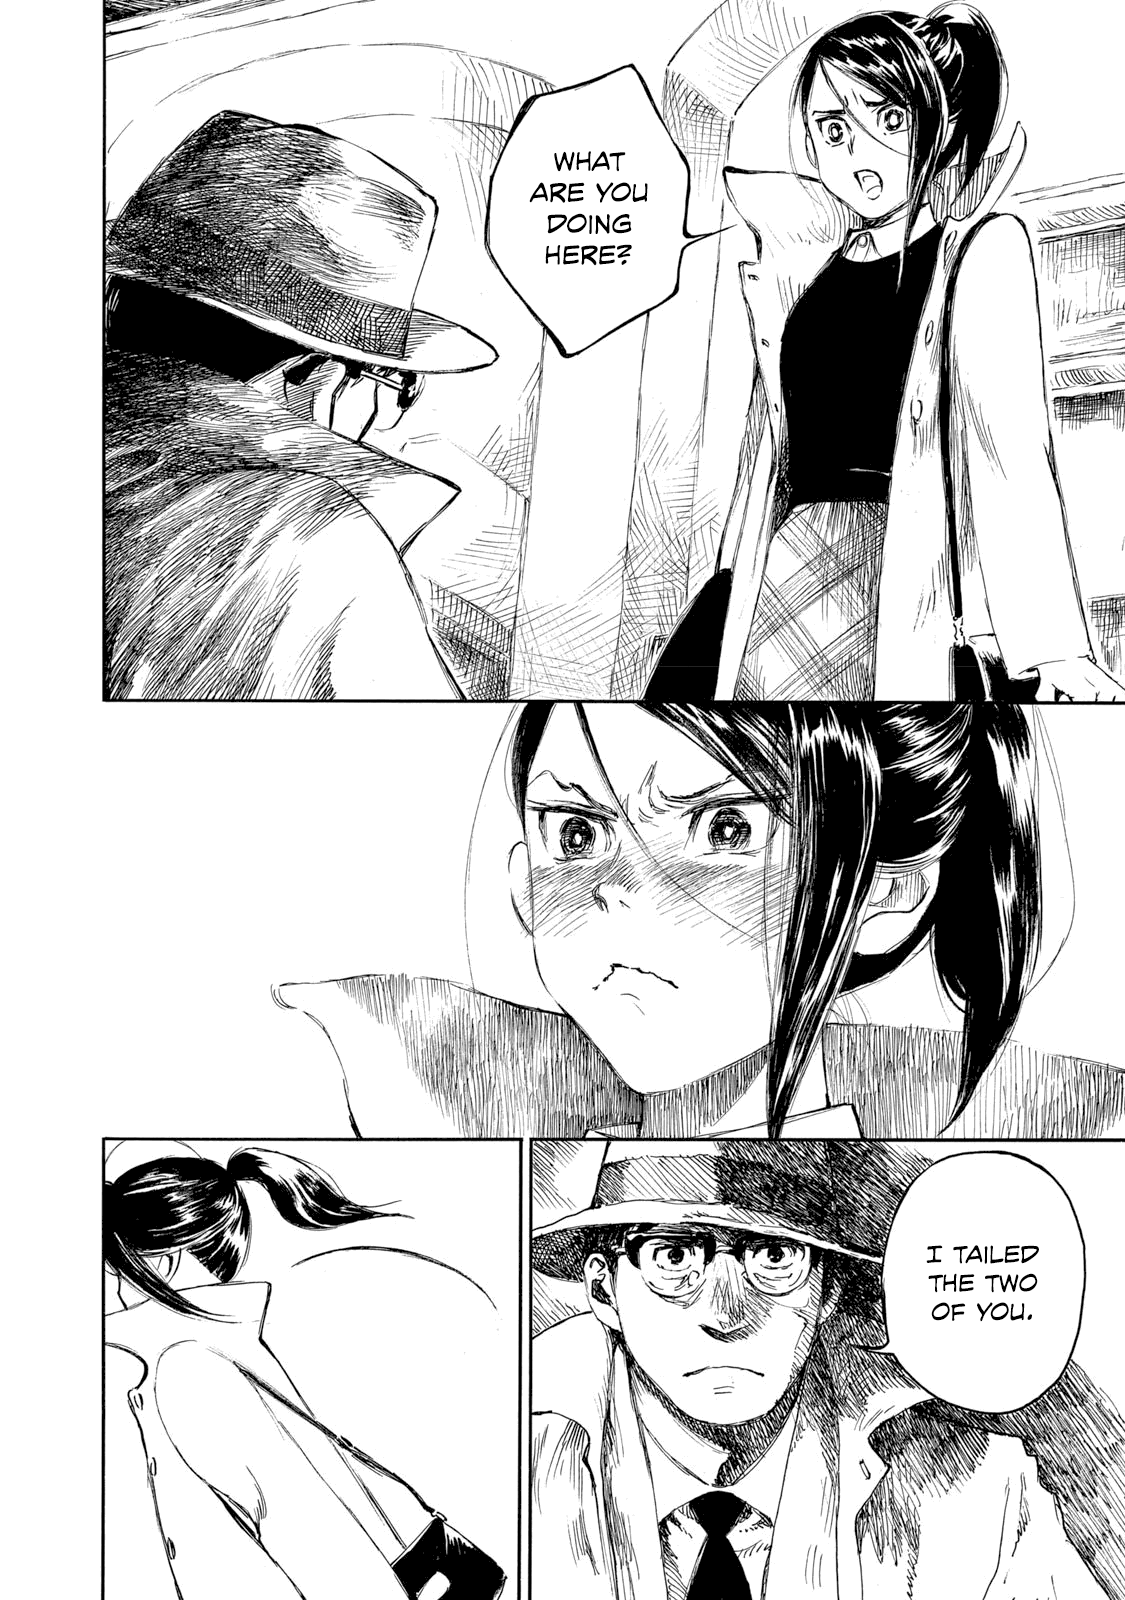 WHAT
ARE YOU
DOING
HERE?
I TAILED
THE TWO
OF YOU.